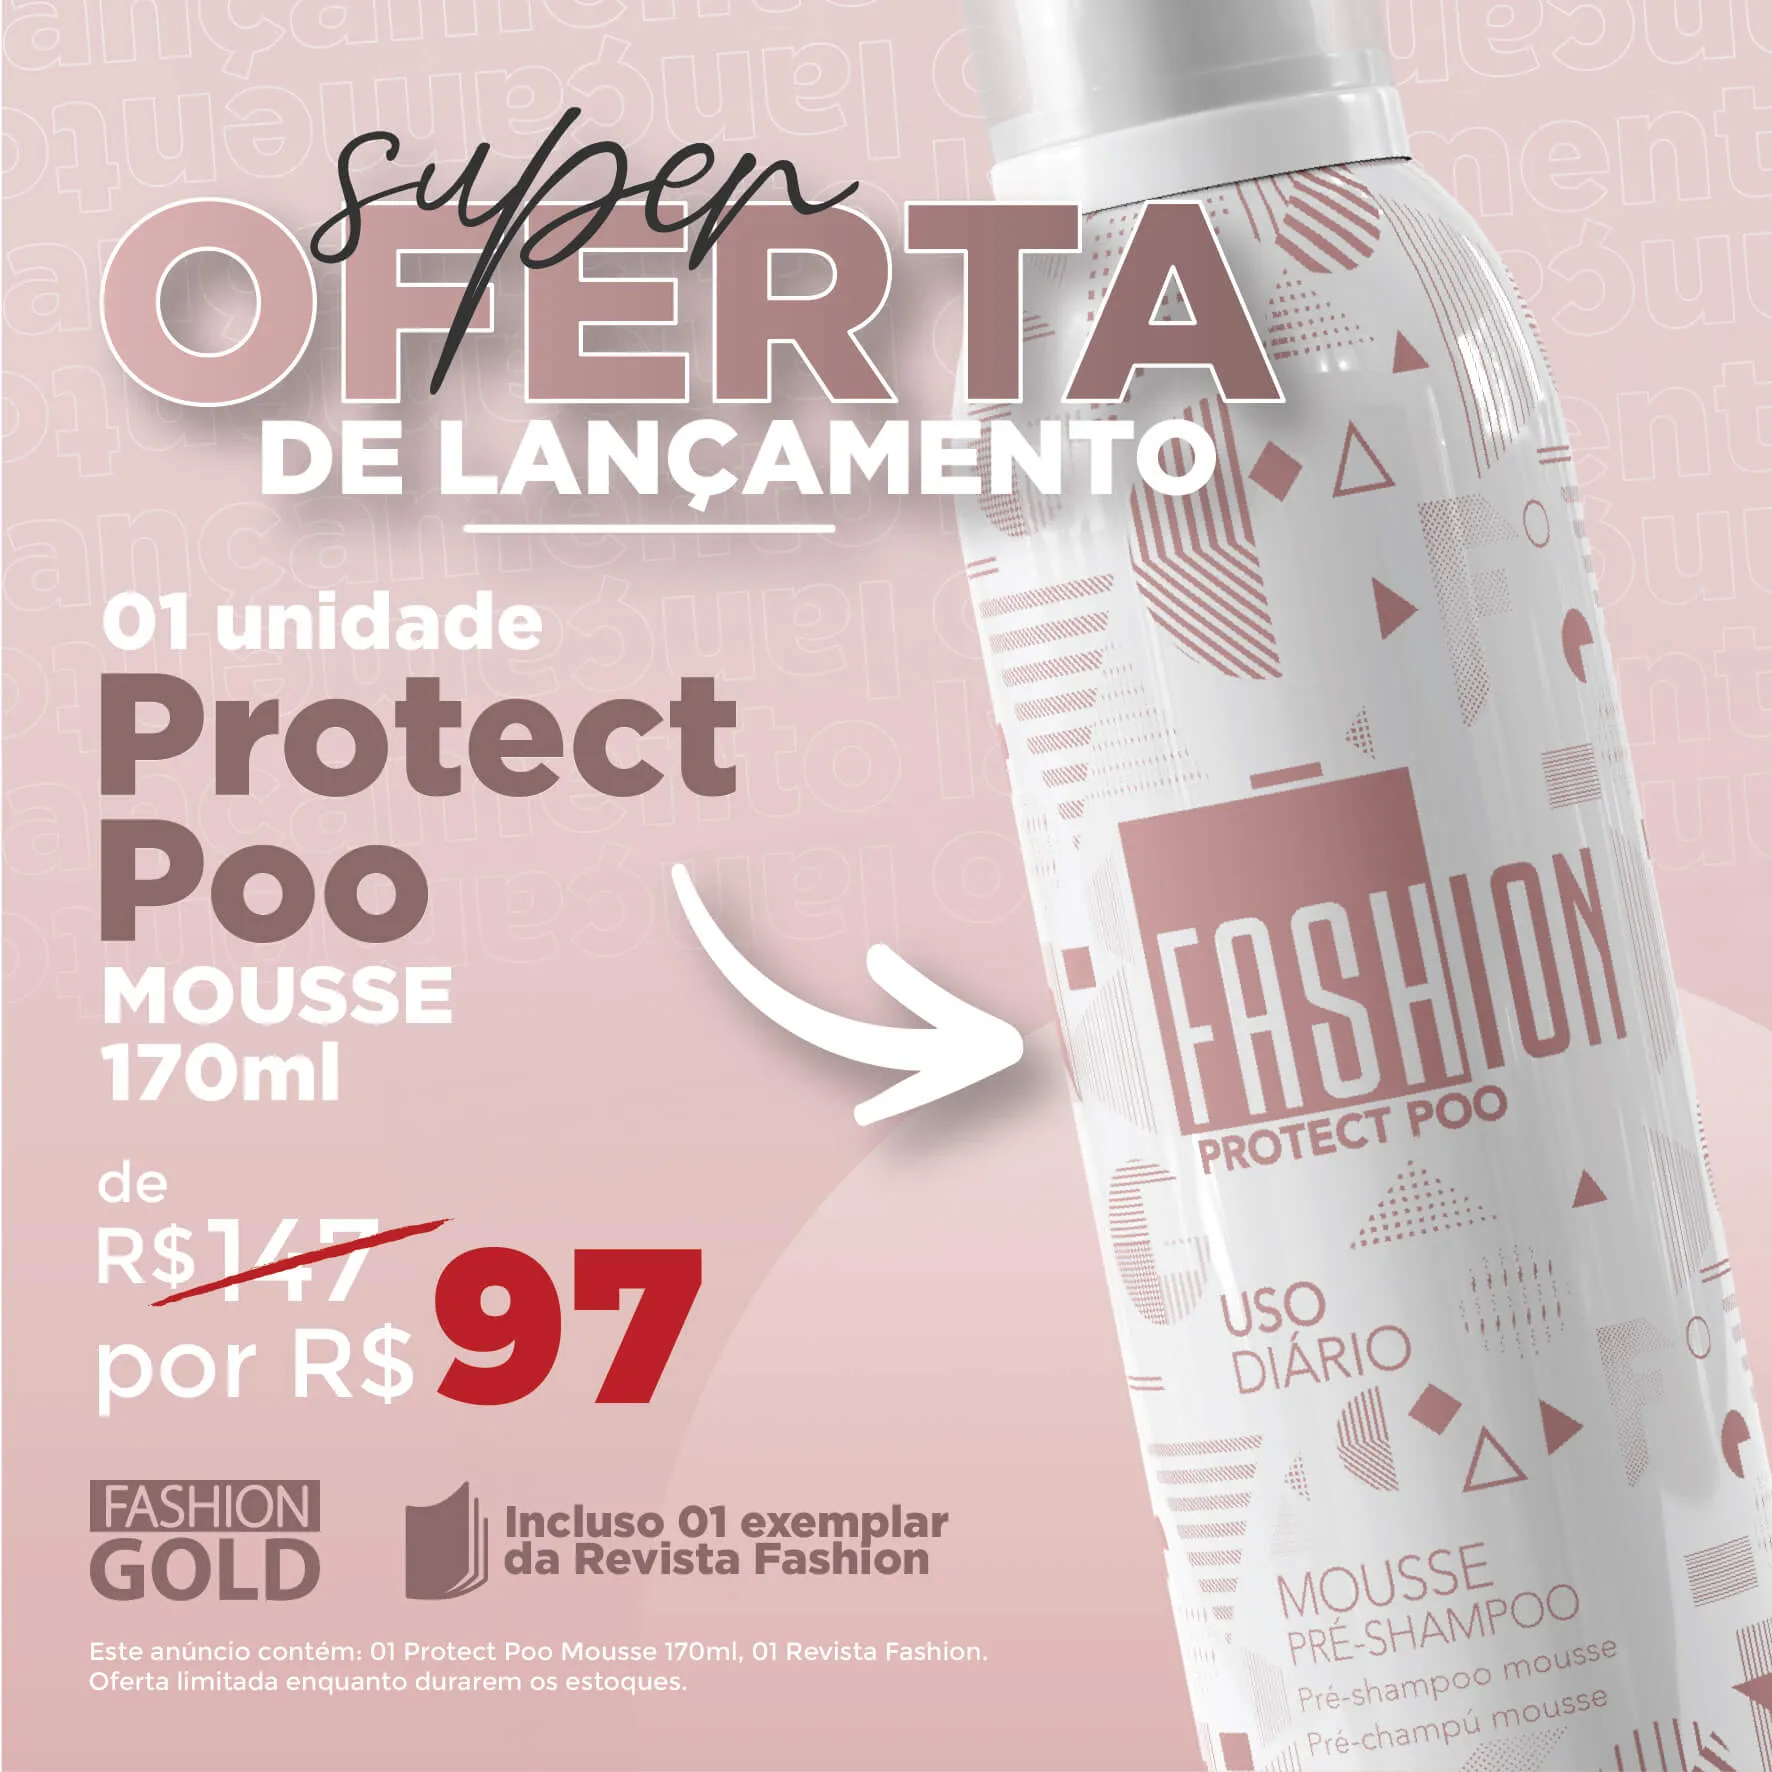 super
OFERTA
DE LANÇAMENTO
01 unidade
Protect
Poo
MOUSSE
170ml
de
R$147
por R$97
FASHION
GOLD
Incluso 01 exemplar
da Revista Fashion
Este anúncio contém: 01 Protect Poo Mousse 170ml, 01 Revista Fashion.
Oferta limitada enquanto durarem os estoques.
FASHION
PROTECT POO
USO
DIÁRIO
MOUSSE
PRÉ-SHAMPOO
Pré-shampoo mousse
Pré-champú mousse